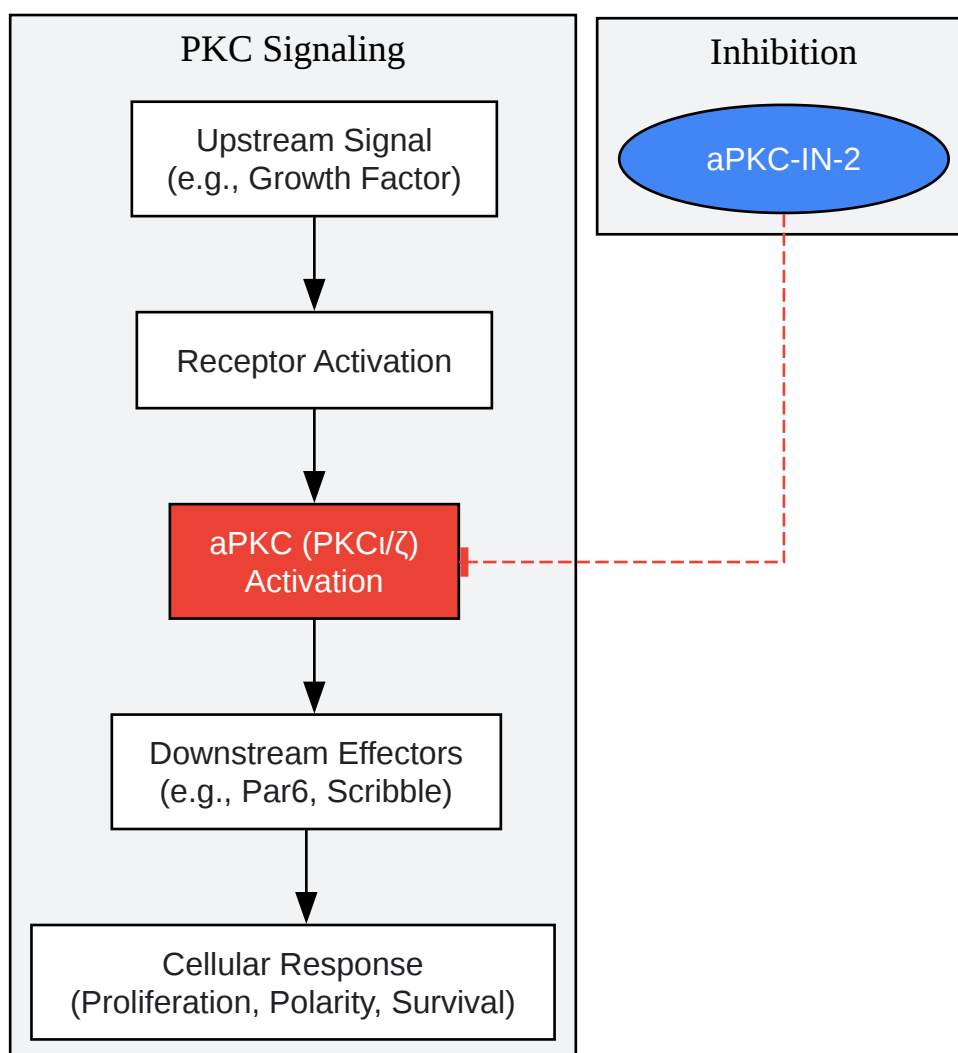 PKC Signaling
Upstream Signal
(e.g., Growth Factor)
Receptor Activation
aPKC (PKCι/ζ)
Activation
Downstream Effectors
(e.g., Par6, Scribble)
Cellular Response
(Proliferation, Polarity, Survival)
Inhibition
aPKC-IN-2